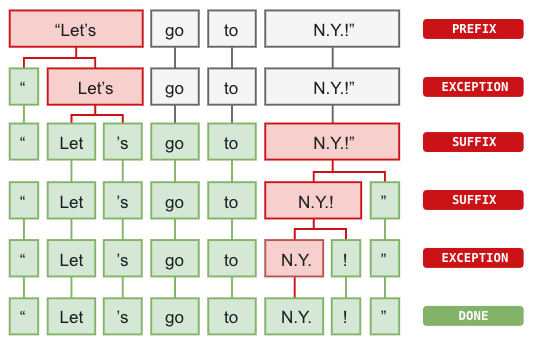 “Let’s go to N.Y.!” PREFIX
“ Let’s go to N.Y.!” EXCEPTION
“ Let ’s go to N.Y.!” SUFFIX
“ Let ’s go to N.Y.! ” SUFFIX
“ Let ’s go to N.Y. ! ” EXCEPTION
“ Let ’s go to N.Y. ! ” DONE